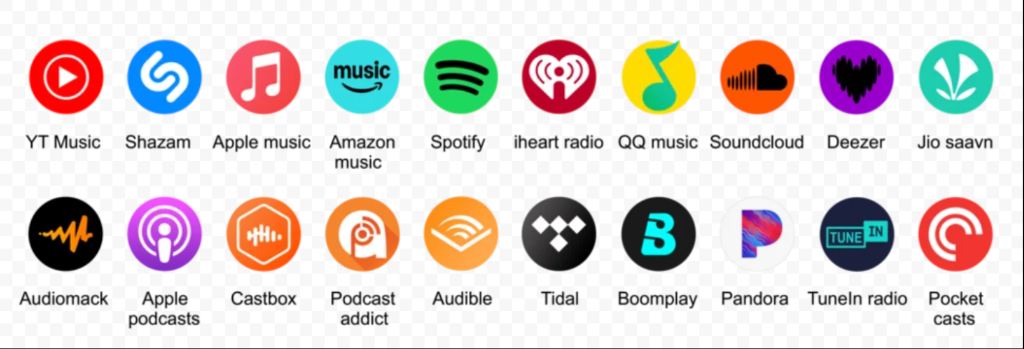 music
YT Music Shazam Apple music Amazon music Spotify iheart radio QQ music Soundcloud Deezer Jio saavn
B TUNE IN
Audiomack Apple podcasts Castbox Podcast addict Audible Tidal Boomplay Pandora TuneIn radio Pocket casts